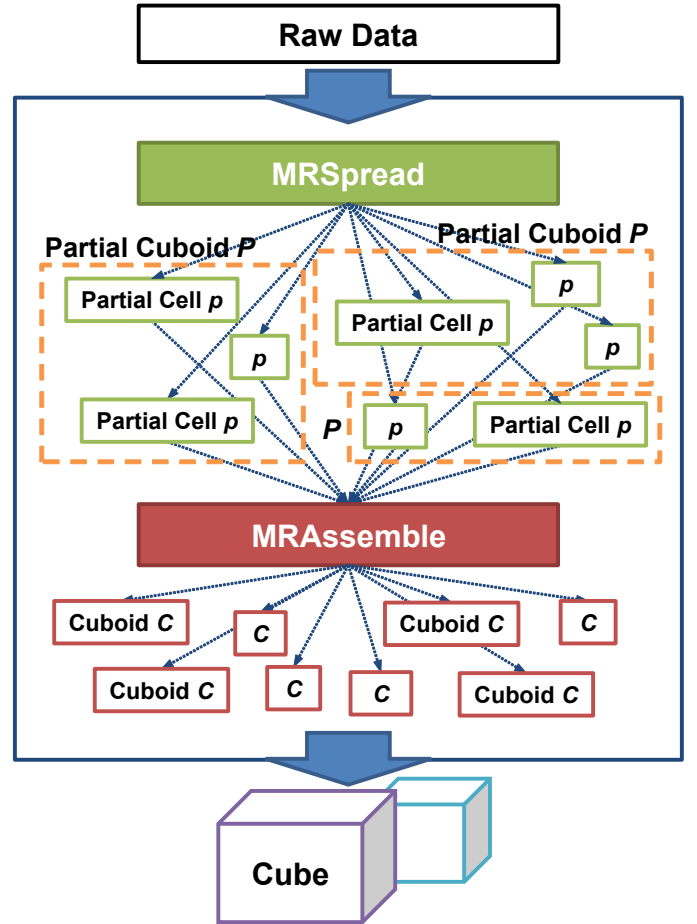 Raw Data
MRSpread
Partial Cuboid P
Partial Cuboid P
Partial Cell p
p
Partial Cell p
p
p
Partial Cell p
P
p
Partial Cell p
MRAssemble
Cuboid C
C
Cuboid C
C
Cuboid C
C
C
Cuboid C
Cube